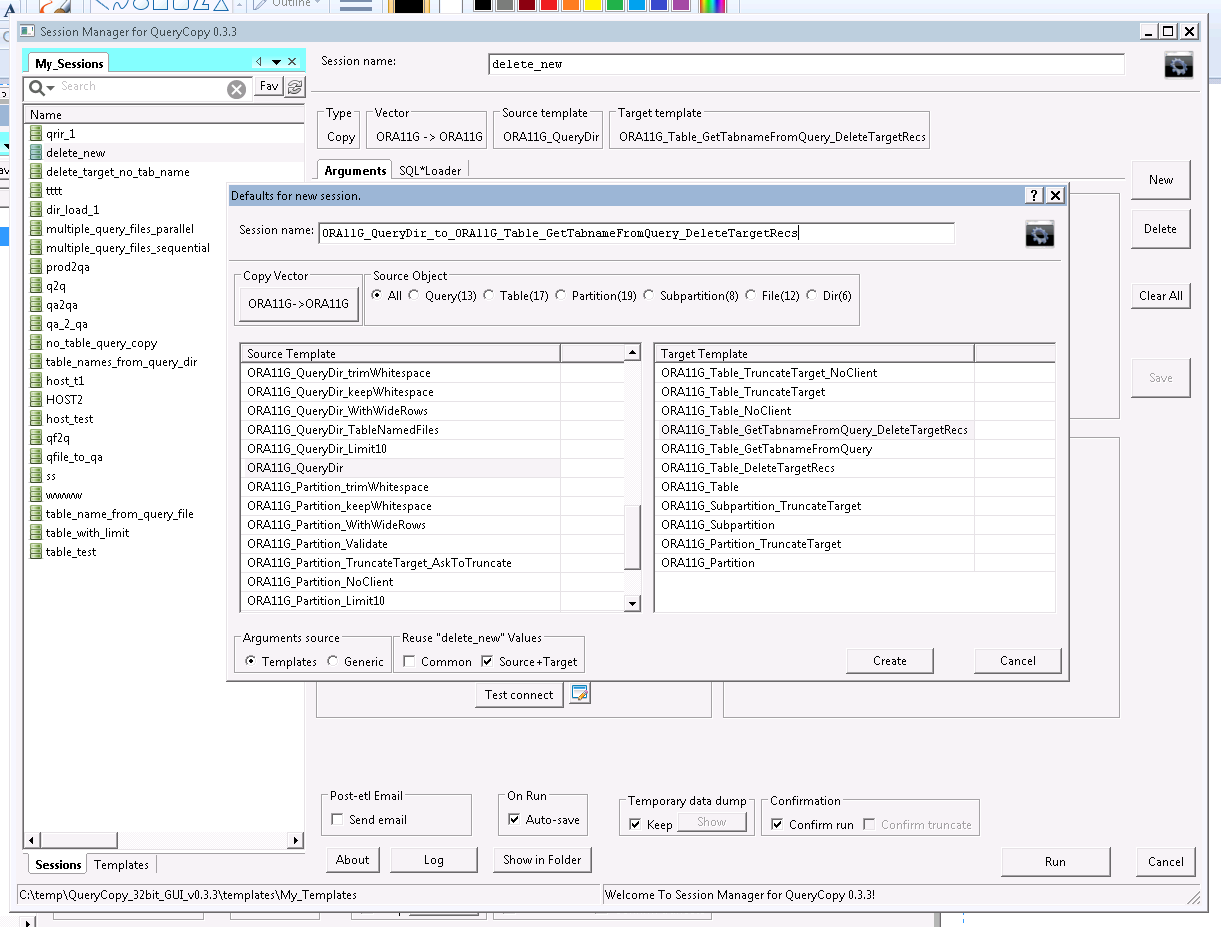 Outline
Session Manager for QueryCopy 0.3.3
My_Sessions
Search
Fav
Name
qrir_1
delete_new
delete_target_no_tab_name
tttt
dir_load_1
multiple_query_files_parallel
multiple_query_files_sequential
prod2qa
q2q
qa2qa
qa_2_qa
no_table_query_copy
table_names_from_query_dir
host_t1
HOST2
host_test
qf2q
qfile_to_qa
ss
wwwww
table_name_from_query_file
table_with_limit
table_test
Sessions Templates
Session name: delete_new
Type Vector Source template Target template
Copy ORA11G -> ORA11G ORA11G_QueryDir ORA11G_Table_GetTabnameFromQuery_DeleteTargetRecs
Arguments SQL*Loader
New
Delete
Clear All
Save
Defaults for new session.
Session name: ORA11G_QueryDir_to_ORA11G_Table_GetTabnameFromQuery_DeleteTargetRecs
Copy Vector Source Object
ORA11G->ORA11G All Query(13) Table(17) Partition(19) Subpartition(8) File(12) Dir(6)
Source Template
ORA11G_QueryDir_trimWhitespace
ORA11G_QueryDir_keepWhitespace
ORA11G_QueryDir_WithWideRows
ORA11G_QueryDir_TableNamedFiles
ORA11G_QueryDir_Limit10
ORA11G_QueryDir
ORA11G_Partition_trimWhitespace
ORA11G_Partition_keepWhitespace
ORA11G_Partition_WithWideRows
ORA11G_Partition_Validate
ORA11G_Partition_TruncateTarget_AskToTruncate
ORA11G_Partition_NoClient
ORA11G_Partition_Limit10
Target Template
ORA11G_Table_TruncateTarget_NoClient
ORA11G_Table_TruncateTarget
ORA11G_Table_NoClient
ORA11G_Table_GetTabnameFromQuery_DeleteTargetRecs
ORA11G_Table_GetTabnameFromQuery
ORA11G_Table_DeleteTargetRecs
ORA11G_Table
ORA11G_Subpartition_TruncateTarget
ORA11G_Subpartition
ORA11G_Partition_TruncateTarget
ORA11G_Partition
Arguments source Reuse "delete_new" Values
Templates Generic Common Source+Target Create Cancel
Test connect
Post-etl Email On Run Temporary data dump Confirmation
Send email Auto-save Keep Show Confirm run Confirm truncate
About Log Show in Folder Run Cancel
C:\temp\QueryCopy_32bit_GUI_v0.3.3\templates\My_Templates Welcome To Session Manager for QueryCopy 0.3.3!